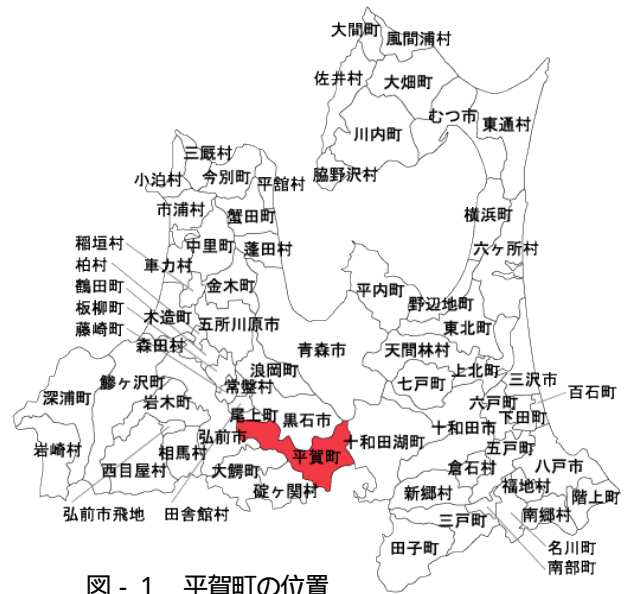 大間町
風間浦村
佐井村
大畑町
むつ市
東通村
川内町
脇野沢村
三厩村
小泊村
今別町
平舘村
市浦村
蟹田町
横浜町
稲垣村
中里町
蓬田村
六ヶ所村
柏村
車力村
鶴田町
金木町
平内町
野辺地町
板柳町
木造町
五所川原市
東北町
藤崎町
森田村
青森市
天間林村
浪岡町
上北町
鰺ヶ沢町
常盤村
七戸町
三沢市
百石町
深浦町
岩木町
六戸町
尾上町
黒石市
下田町
岩崎村
弘前市
十和田湖町
十和田市
相馬村
平賀町
五戸町
西目屋村
大鰐町
倉石村
八戸市
碇ヶ関村
新郷村
福地村
階上町
弘前市飛地
田舎館村
三戸町
南郷村
田子町
名川町
南部町
図 - 1 平賀町の位置